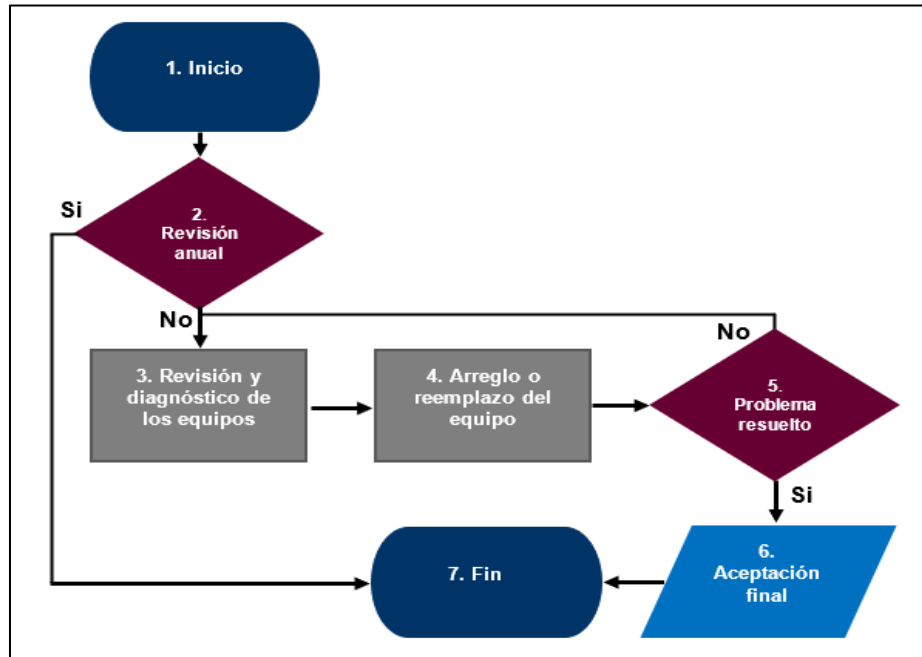 1. Inicio
Si
2.
Revisión
anual
No
No
3. Revisión y
diagnóstico de
los equipos
4. Arreglo o
reemplazo del
equipo
5.
Problema
resuelto
Si
6.
Aceptación
final
7. Fin